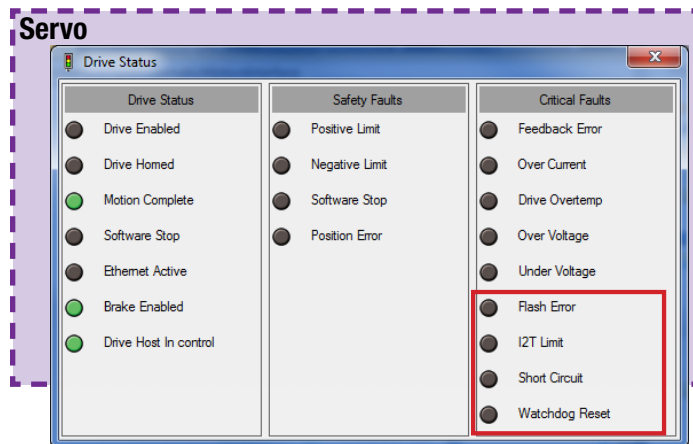 Servo
Drive Status
Drive Status
Drive Enabled
Drive Homed
Motion Complete
Software Stop
Ethernet Active
Brake Enabled
Drive Host In control
Safety Faults
Positive Limit
Negative Limit
Software Stop
Position Error
Critical Faults
Feedback Error
Over Current
Drive Overtemp
Over Voltage
Under Voltage
Flash Error
I2T Limit
Short Circuit
Watchdog Reset